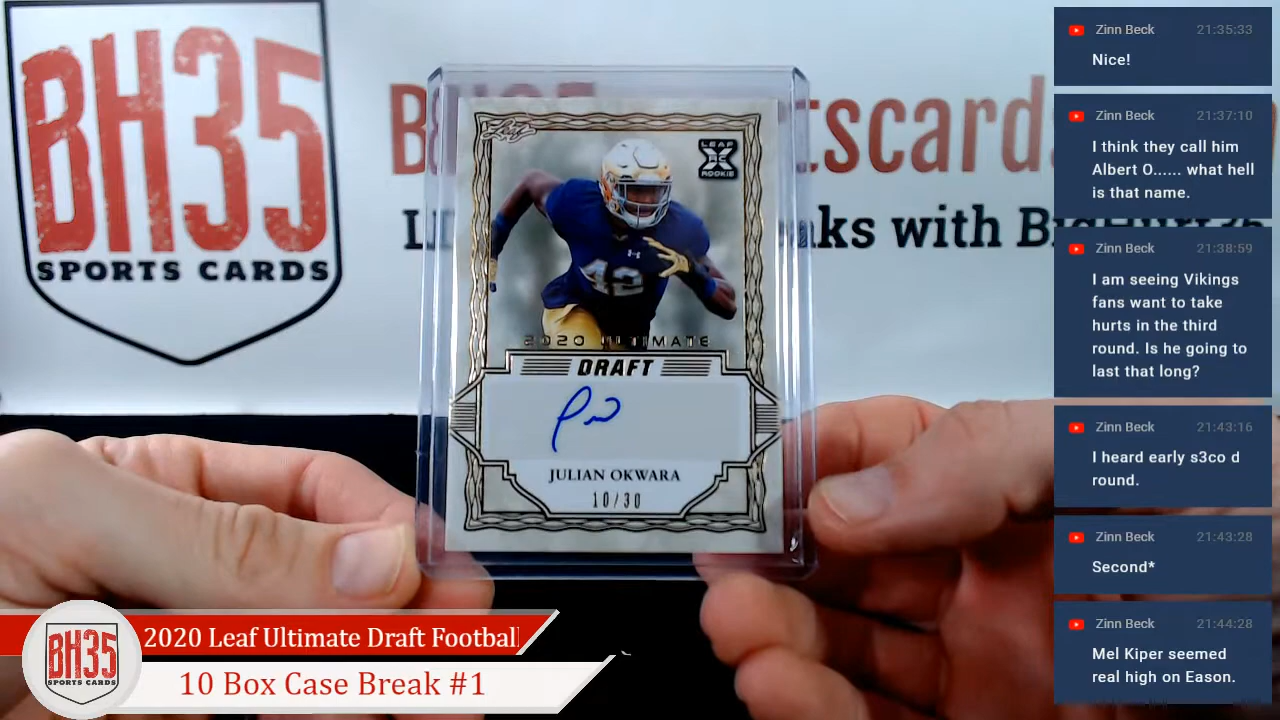 BH35
SPORTS CARDS
tscard
nks with Big
Leaf
LEAF
RC
ROOKIE
42
2020 ULTIMATE
DRAFT
JULIAN OKWARA
10/30
BH35
SPORTS CARDS
2020 Leaf Ultimate Draft Football
10 Box Case Break #1
Zinn Beck 21:35:33
Nice!
Zinn Beck 21:37:10
I think they call him
Albert O...... what hell
is that name.
Zinn Beck 21:38:59
I am seeing Vikings
fans want to take
hurts in the third
round. Is he going to
last that long?
Zinn Beck 21:43:16
I heard early s3co d
round.
Zinn Beck 21:43:28
Second*
Zinn Beck 21:44:28
Mel Kiper seemed
real high on Eason.